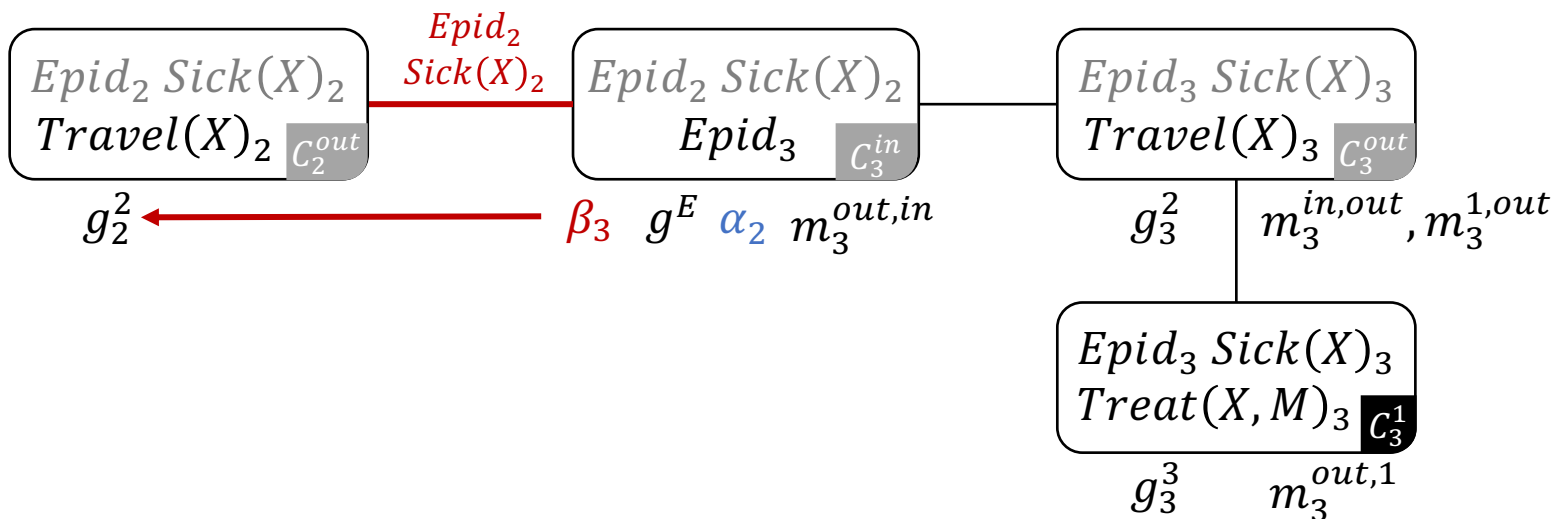 Epid₂
Sick(X)₂
Epid₂ Sick(X)₂
Travel(X)₂ C₂^{out}
Epid₂ Sick(X)₂
Epid₃ C₃^{in}
Epid₃ Sick(X)₃
Travel(X)₃ C₃^{out}
g₂²
β₃ g^{E} α₂ m₃^{out,in}
g₃² m₃^{in,out}, m₃^{1,out}
Epid₃ Sick(X)₃
Treat(X, M)₃ C₃¹
g₃³ m₃^{out,1}